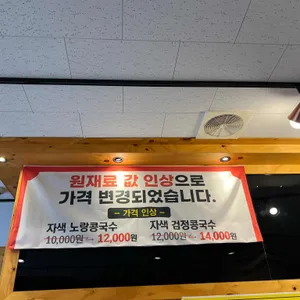 원재료 값 인상으로
가격 변경되었습니다.
– 가격 인상 –
자색 노랑콩국수 자색 검정콩국수
10,000원→ 12,000원 12,000원→ 14,000원